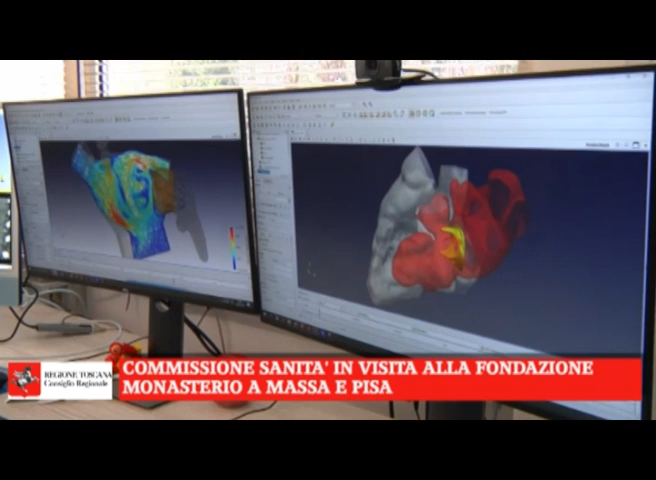 REGIONE TOSCANA
Consiglio Regionale
COMMISSIONE SANITA' IN VISITA ALLA FONDAZIONE
MONASTERIO A MASSA E PISA